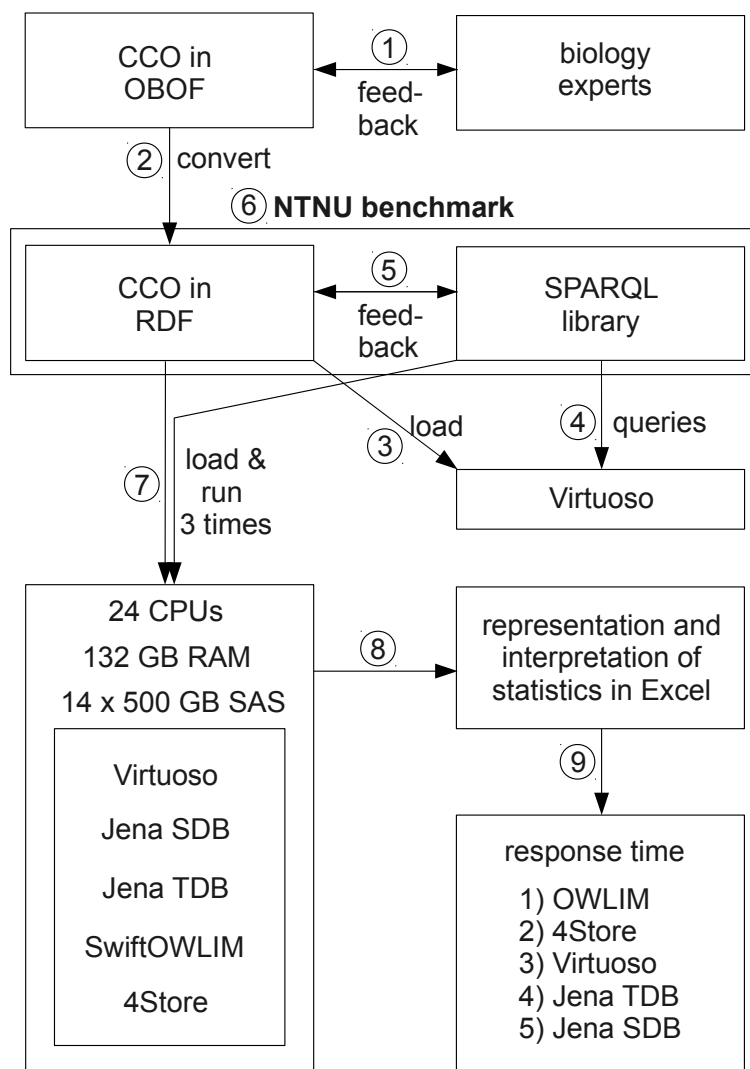 CCO in
OBOF
①
feed-
back
biology
experts
② convert
⑥ NTNU benchmark
CCO in
RDF
⑤
feed-
back
SPARQL
library
③ load
④ queries
⑦
load &
run
3 times
Virtuoso
24 CPUs
132 GB RAM
14 x 500 GB SAS
Virtuoso
Jena SDB
Jena TDB
SwiftOWLIM
4Store
⑧
representation and
interpretation of
statistics in Excel
⑨
response time
1) OWLIM
2) 4Store
3) Virtuoso
4) Jena TDB
5) Jena SDB